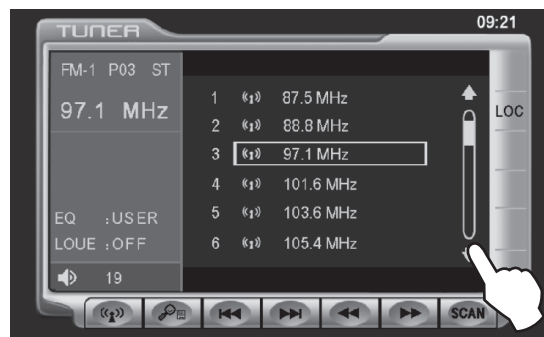 TUNER
09:21
FM-1 P03 ST
97.1 MHz
EQ :USER
LOUE :OFF
19
1 87.5 MHz
2 88.8 MHz
3 97.1 MHz
4 101.6 MHz
5 103.6 MHz
6 105.4 MHz
LOC
SCAN